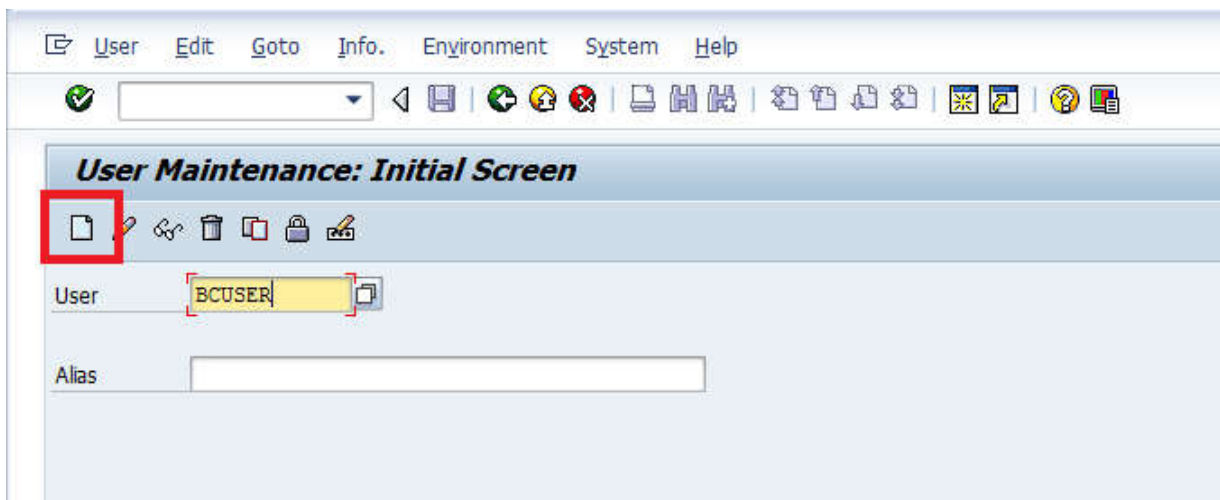 User Edit Goto Info. Environment System Help
User Maintenance: Initial Screen
User BCUSER
Alias